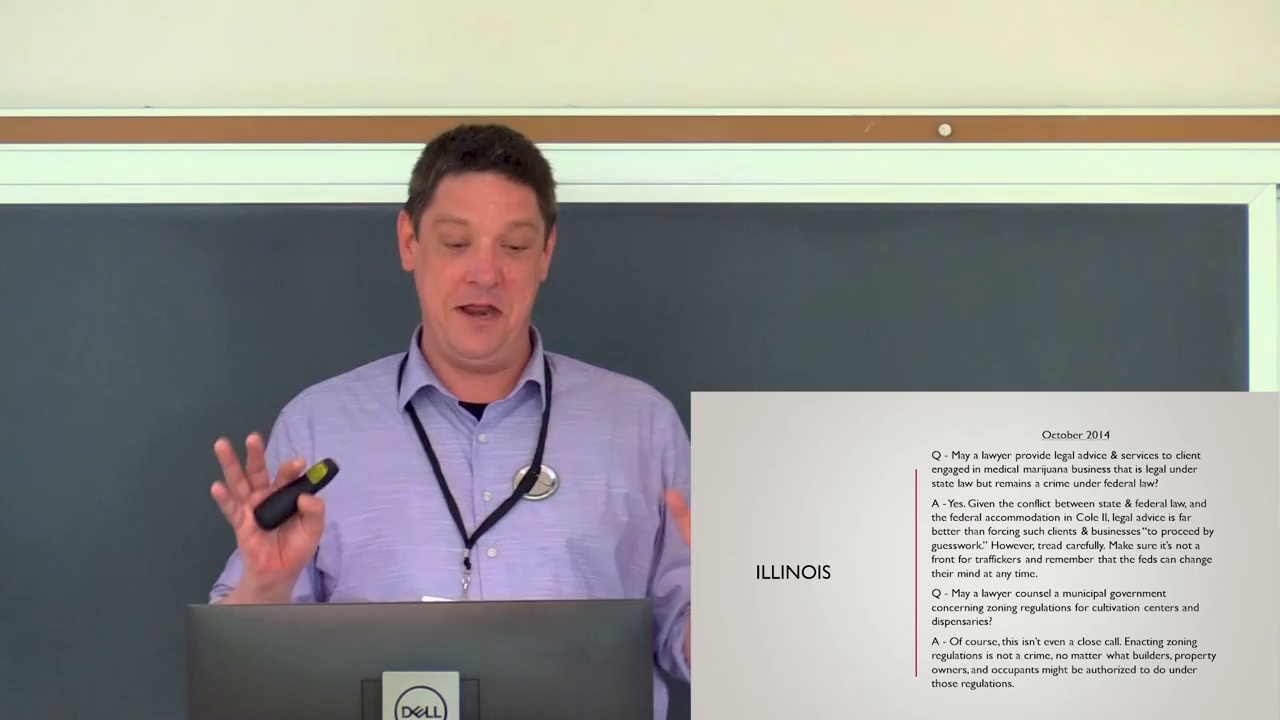 October 2014
Q - May a lawyer provide legal advice & services to client
engaged in medical marijuana business that is legal under
state law but remains a crime under federal law?
A - Yes. Given the conflict between state & federal law, and
the federal accommodation in Cole II, legal advice is far
better than forcing such clients & businesses “to proceed by
guesswork.” However, tread carefully. Make sure it’s not a
front for traffickers and remember that the feds can change
their mind at any time.
ILLINOIS
Q - May a lawyer counsel a municipal government
concerning zoning regulations for cultivation centers and
dispensaries?
A - Of course, this isn’t even a close call. Enacting zoning
regulations is not a crime, no matter what builders, property
owners, and occupants might be authorized to do under
those regulations.
DELL